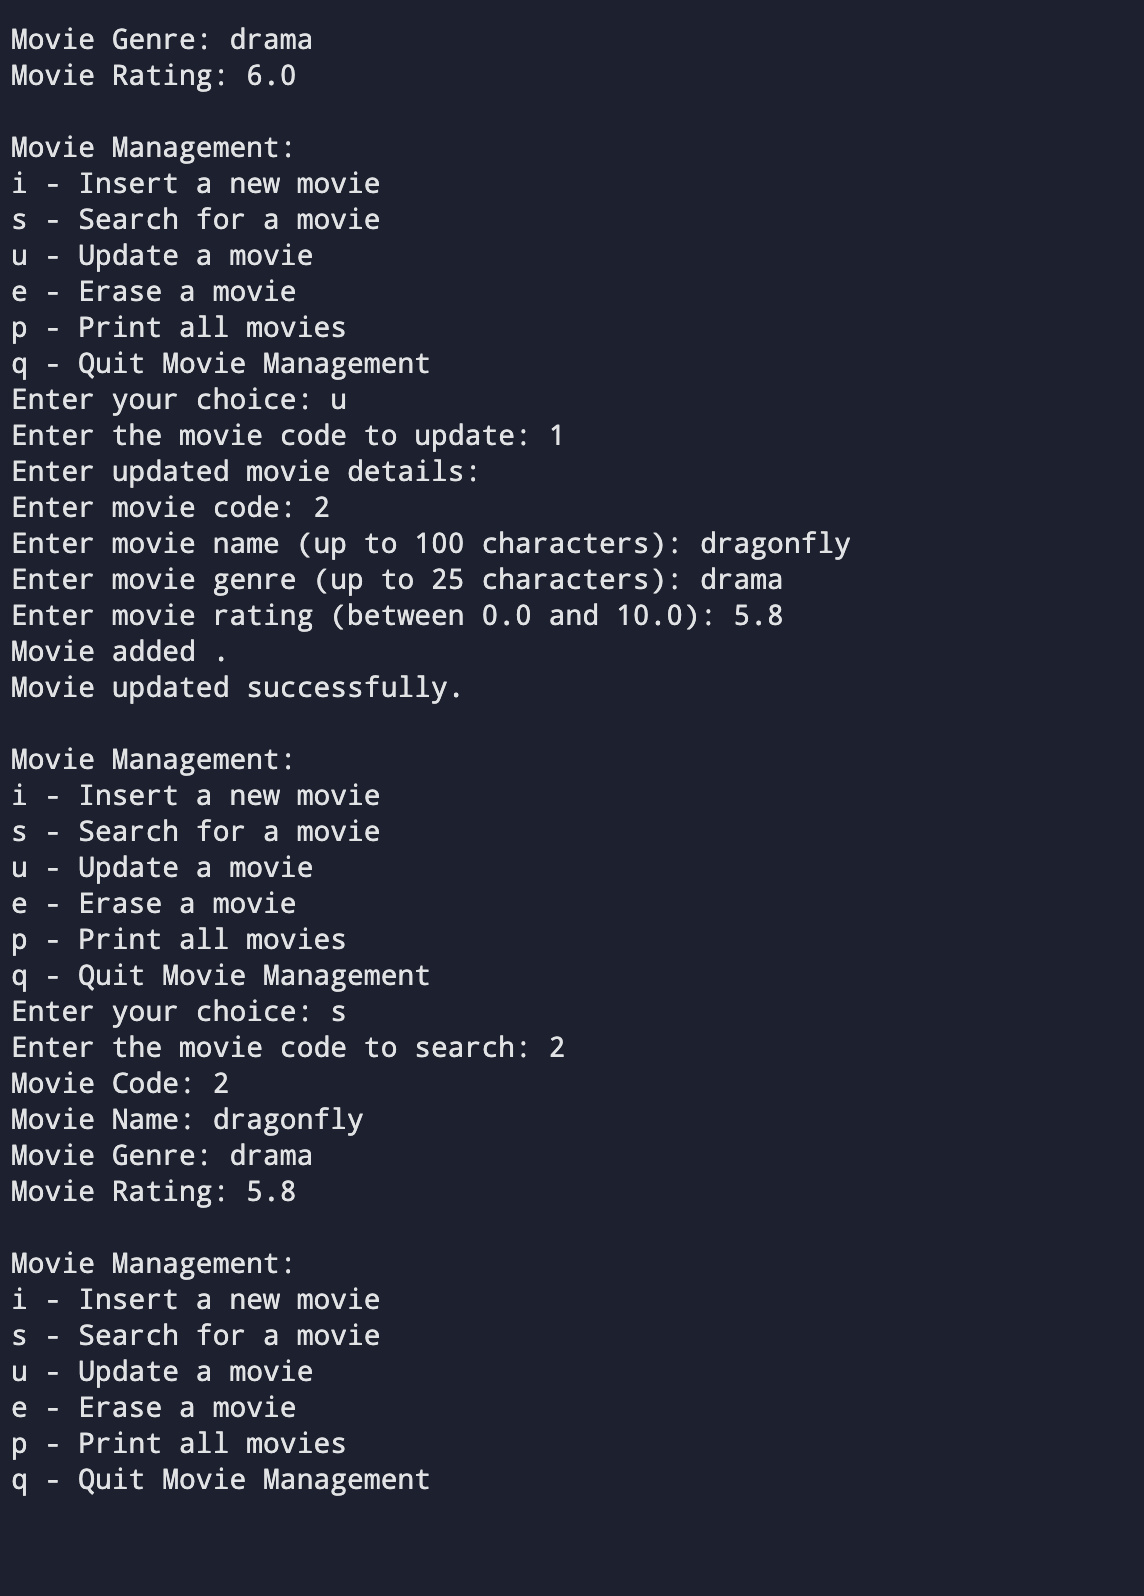 Movie Genre: drama
Movie Rating: 6.0
Movie Management:
i - Insert a new movie
s - Search for a movie
u - Update a movie
e - Erase a movie
p - Print all movies
q - Quit Movie Management
Enter your choice: u
Enter the movie code to update: 1
Enter updated movie details:
Enter movie code: 2
Enter movie name (up to 100 characters): dragonfly
Enter movie genre (up to 25 characters): drama
Enter movie rating (between 0.0 and 10.0): 5.8
Movie added .
Movie updated successfully.
Movie Management:
i - Insert a new movie
s - Search for a movie
u - Update a movie
e - Erase a movie
p - Print all movies
q - Quit Movie Management
Enter your choice: s
Enter the movie code to search: 2
Movie Code: 2
Movie Name: dragonfly
Movie Genre: drama
Movie Rating: 5.8
Movie Management:
i - Insert a new movie
s - Search for a movie
u - Update a movie
e - Erase a movie
p - Print all movies
q - Quit Movie Management